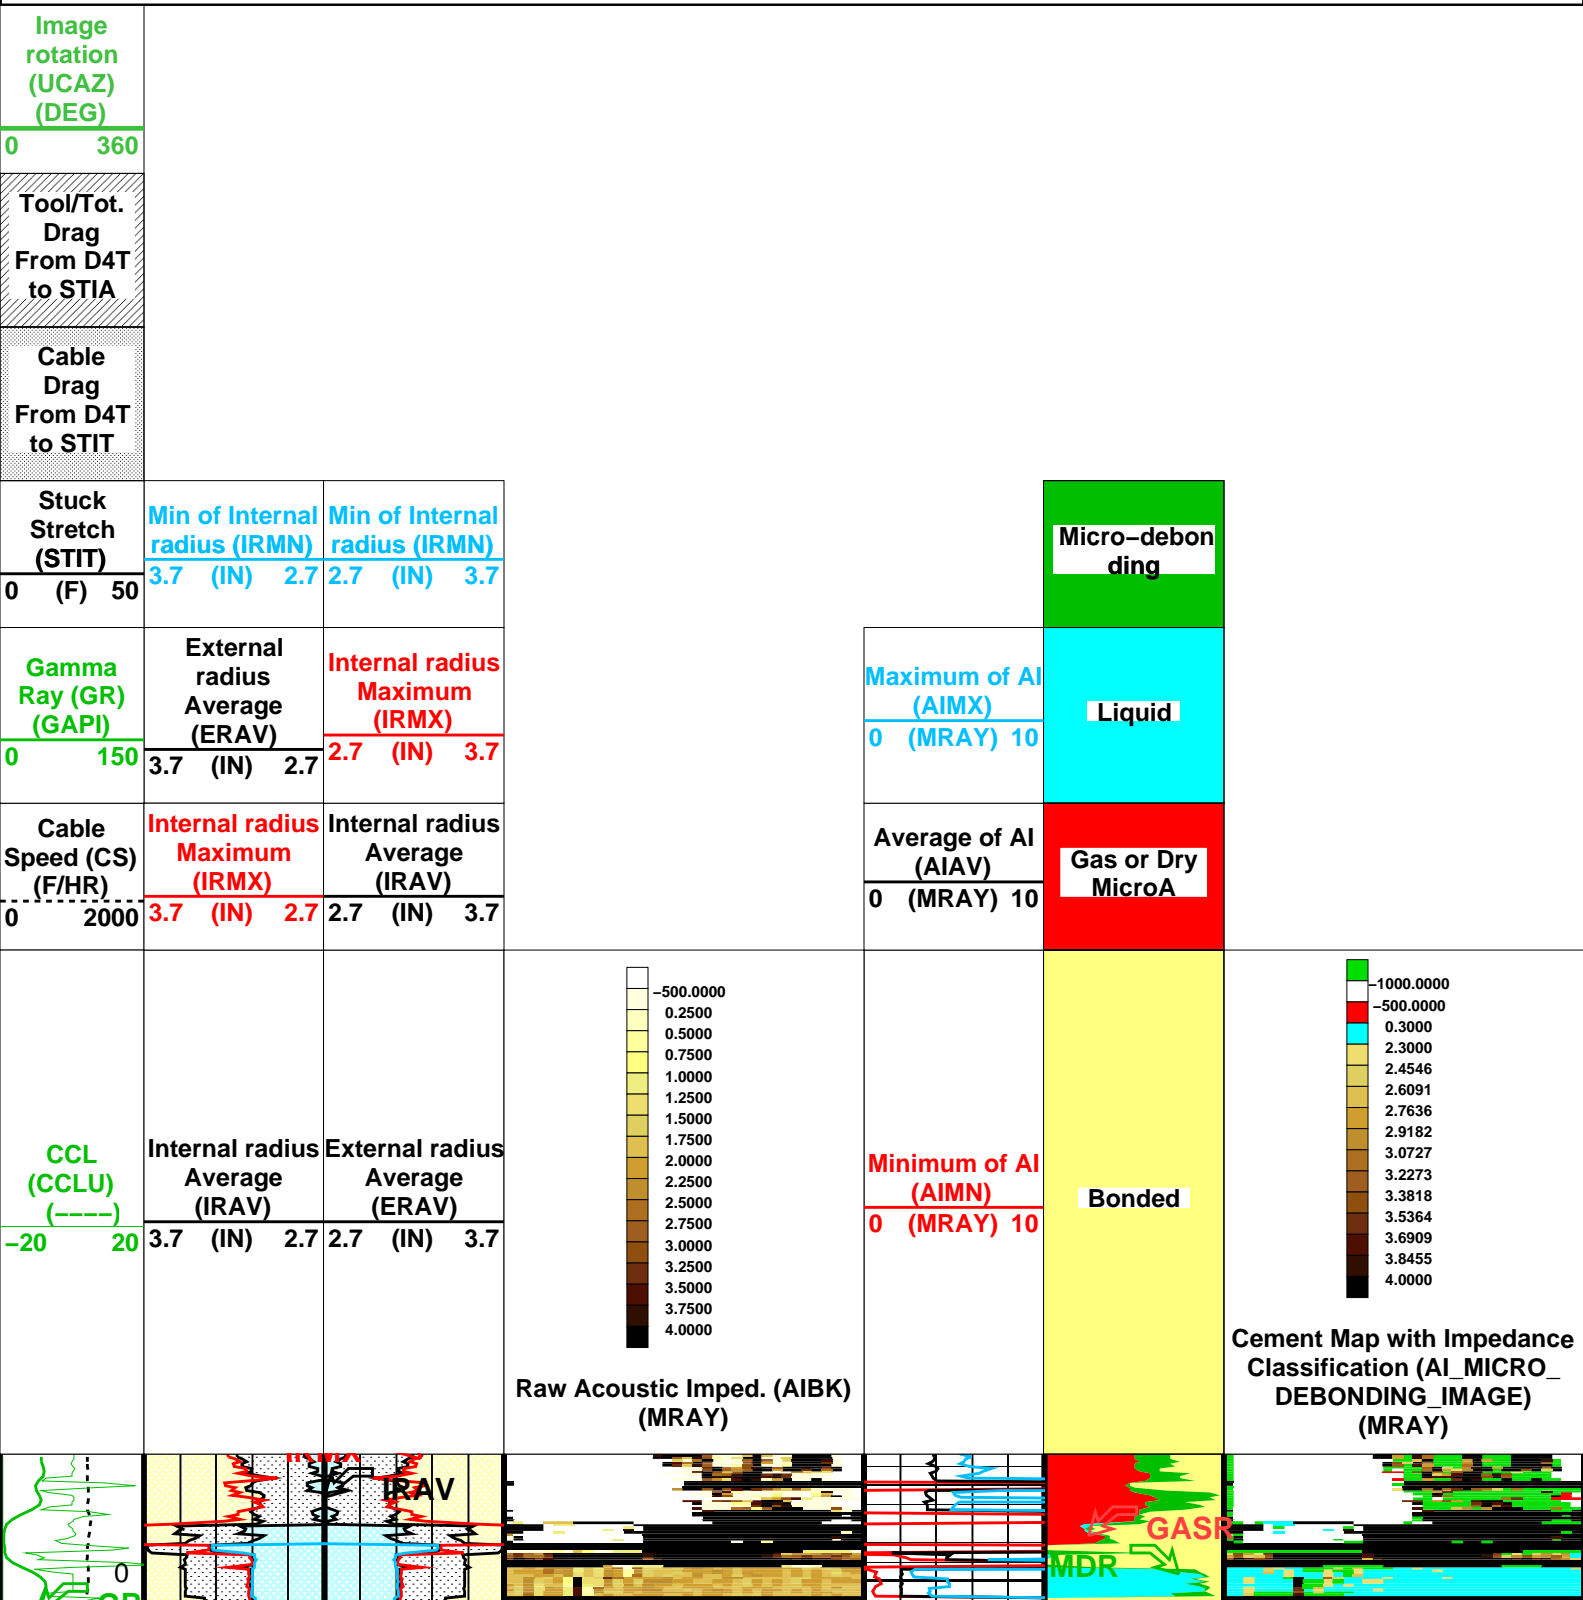 Image
rotation
(UCAZ)
(DEG)
0 360
Tool/Tot.
Drag
From D4T
to STIA
Cable
Drag
From D4T
to STIT
Stuck
Stretch
(STIT)
0 (F) 50
Min of Internal
radius (IRMN)
3.7 (IN) 2.7
Min of Internal
radius (IRMN)
2.7 (IN) 3.7
Micro–debon
ding
Gamma
Ray (GR)
(GAPI)
0 150
External
radius
Average
(ERAV)
3.7 (IN) 2.7
Internal radius
Maximum
(IRMX)
2.7 (IN) 3.7
Maximum of AI
(AIMX)
0 (MRAY) 10
Liquid
Cable
Speed (CS)
(F/HR)
0 2000
Internal radius
Maximum
(IRMX)
3.7 (IN) 2.7
Internal radius
Average
(IRAV)
2.7 (IN) 3.7
Average of AI
(AIAV)
0 (MRAY) 10
Gas or Dry
MicroA
CCL
(CCLU)
(––––)
–20 20
Internal radius
Average
(IRAV)
3.7 (IN) 2.7
External radius
Average
(ERAV)
2.7 (IN) 3.7
–500.0000
0.2500
0.5000
0.7500
1.0000
1.2500
1.5000
1.7500
2.0000
2.2500
2.5000
2.7500
3.0000
3.2500
3.5000
3.7500
4.0000
Raw Acoustic Imped. (AIBK)
(MRAY)
Minimum of AI
(AIMN)
0 (MRAY) 10
Bonded
–1000.0000
–500.0000
0.3000
2.3000
2.4546
2.6091
2.7636
2.9182
3.0727
3.2273
3.3818
3.5364
3.6909
3.8455
4.0000
Cement Map with Impedance
Classification (AI_MICRO_
DEBONDING_IMAGE)
(MRAY)
IRMX
IRAV
GASR
MDR
0
GR